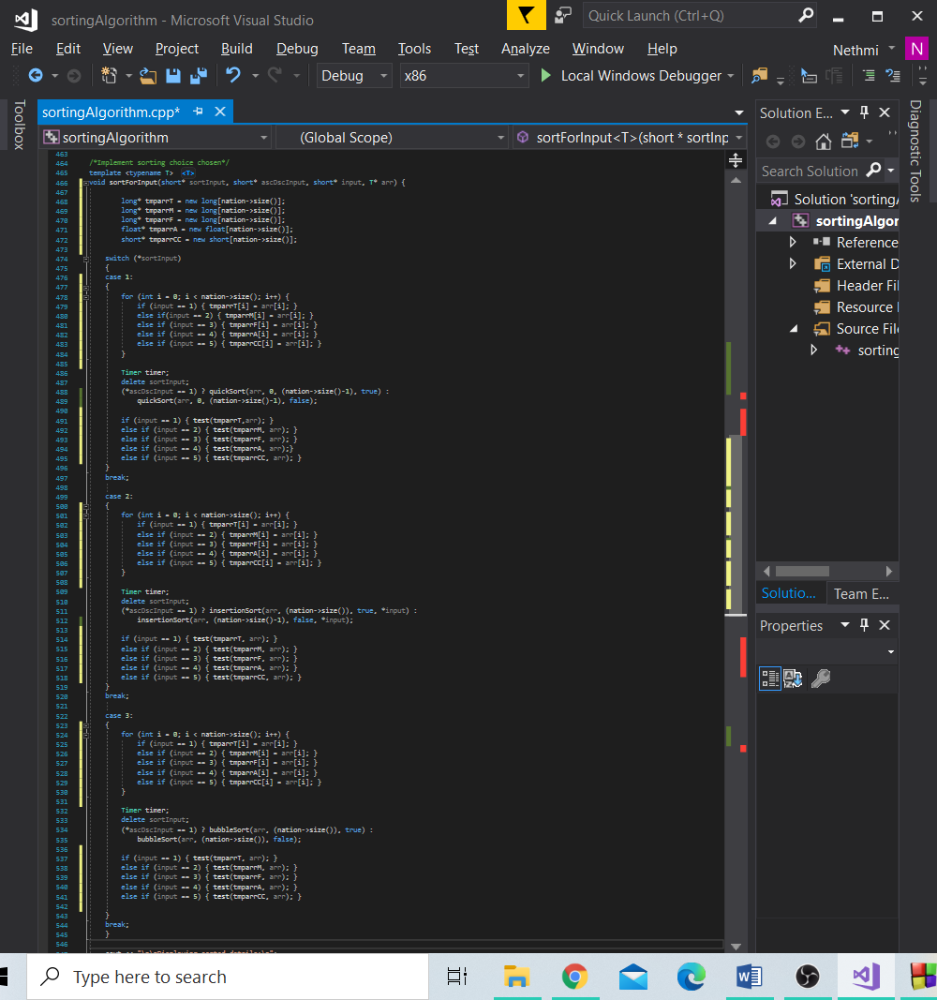 sortingAlgorithm - Microsoft Visual Studio
Quick Launch (Ctrl+Q)
File Edit View Project Build Debug Team Tools Test Analyze Window Help
Nethmi N
Debug x86 Local Windows Debugger
Toolbox
sortingAlgorithm.cpp*
sortingAlgorithm (Global Scope) sortForInput<T>(short * sortInp
463
464 /*Implement sorting choice chosen*/
465 template <typename T> <T>
466 void sortForInput(short* sortInput, short* ascDscInput, short* input, T* arr) {
467
468 long* tmparrT = new long[nation->size()];
469 long* tmparrM = new long[nation->size()];
470 long* tmparrF = new long[nation->size()];
471 float* tmparrA = new float[nation->size()];
472 short* tmparrCC = new short[nation->size()];
473
474 switch (*sortInput)
475 {
476 case 1:
477 {
478 for (int i = 0; i < nation->size(); i++) {
479 if (input == 1) { tmparrT[i] = arr[i]; }
480 else if(input == 2) { tmparrM[i] = arr[i]; }
481 else if (input == 3) { tmparrF[i] = arr[i]; }
482 else if (input == 4) { tmparrA[i] = arr[i]; }
483 else if (input == 5) { tmparrCC[i] = arr[i]; }
484 }
485
486 Timer timer;
487 delete sortInput;
488 (*ascDscInput == 1) ? quickSort(arr, 0, (nation->size()-1), true) :
489 quickSort(arr, 0, (nation->size()-1), false);
490
491 if (input == 1) { test(tmparrT,arr); }
492 else if (input == 2) { test(tmparrM, arr); }
493 else if (input == 3) { test(tmparrF, arr); }
494 else if (input == 4) { test(tmparrA, arr);}
495 else if (input == 5) { test(tmparrCC, arr); }
496 }
497 break;
498
499 case 2:
500 {
501 for (int i = 0; i < nation->size(); i++) {
502 if (input == 1) { tmparrT[i] = arr[i]; }
503 else if (input == 2) { tmparrM[i] = arr[i]; }
504 else if (input == 3) { tmparrF[i] = arr[i]; }
505 else if (input == 4) { tmparrA[i] = arr[i]; }
506 else if (input == 5) { tmparrCC[i] = arr[i]; }
507 }
508
509 Timer timer;
510 delete sortInput;
511 (*ascDscInput == 1) ? insertionSort(arr, (nation->size()), true, *input) :
512 insertionSort(arr, (nation->size()-1), false, *input);
513
514 if (input == 1) { test(tmparrT, arr); }
515 else if (input == 2) { test(tmparrM, arr); }
516 else if (input == 3) { test(tmparrF, arr); }
517 else if (input == 4) { test(tmparrA, arr); }
518 else if (input == 5) { test(tmparrCC, arr); }
519 }
520 break;
521
522 case 3:
523 {
524 for (int i = 0; i < nation->size(); i++) {
525 if (input == 1) { tmparrT[i] = arr[i]; }
526 else if (input == 2) { tmparrM[i] = arr[i]; }
527 else if (input == 3) { tmparrF[i] = arr[i]; }
528 else if (input == 4) { tmparrA[i] = arr[i]; }
529 else if (input == 5) { tmparrCC[i] = arr[i]; }
530 }
531
532 Timer timer;
533 delete sortInput;
534 (*ascDscInput == 1) ? bubbleSort(arr, (nation->size()), true) :
535 bubbleSort(arr, (nation->size()), false);
536
537 if (input == 1) { test(tmparrT, arr); }
538 else if (input == 2) { test(tmparrM, arr); }
539 else if (input == 3) { test(tmparrF, arr); }
540 else if (input == 4) { test(tmparrA, arr); }
541 else if (input == 5) { test(tmparrCC, arr); }
542
543 }
544 break;
545 }
546
Solution E...
Search Solution
Solution 'sorting
sortingAlgor
Reference
External D
Header Fil
Resource
Source File
sorting
Solutio... Team E...
Properties
Diagnostic Tools
Type here to search